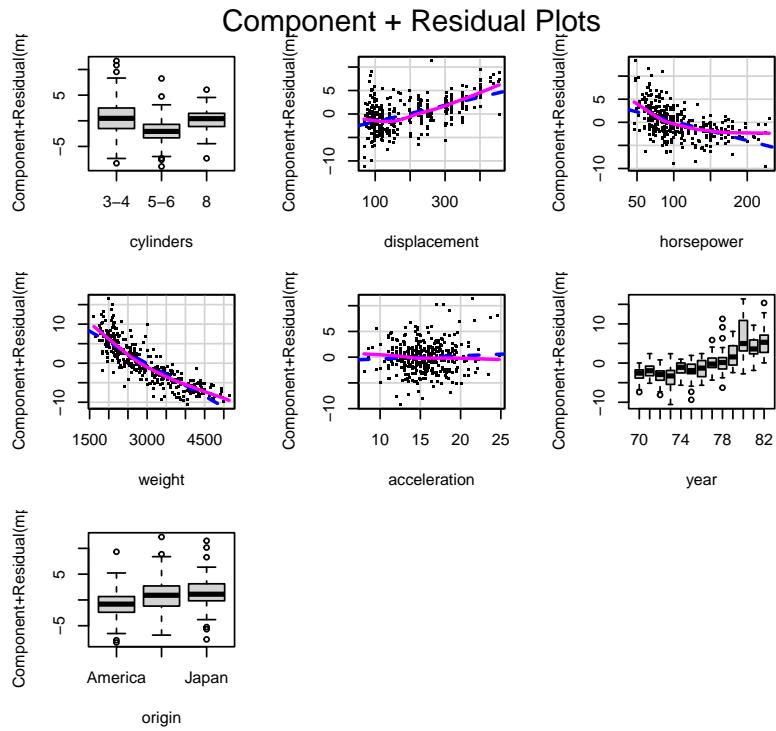 Component + Residual Plots
Component+Residual(mp
5
−5
3−4 5−6 8
cylinders
Component+Residual(mp
5
0
−10
100 300
displacement
Component+Residual(mp
5
0
−10
50 100 200
horsepower
Component+Residual(mp
10
0
−10
1500 3000 4500
weight
Component+Residual(mp
10
5
0
−10
10 15 20 25
acceleration
Component+Residual(mp
10
0
−10
70 74 78 82
year
Component+Residual(mp
5
−5
America Japan
origin